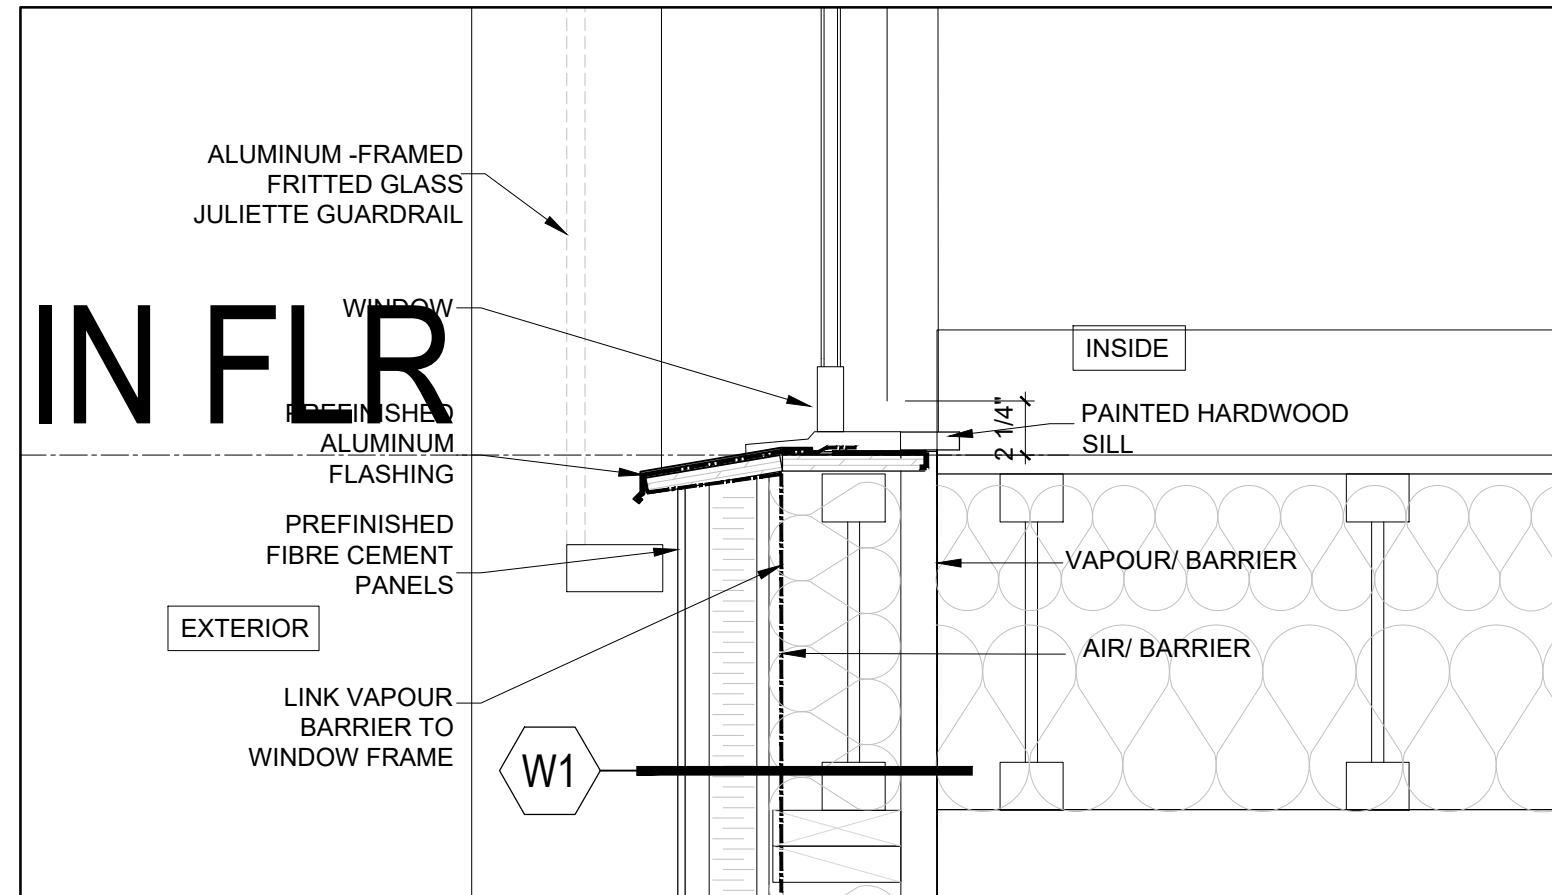 ALUMINUM -FRAMED
FRITTED GLASS
JULIETTE GUARDRAIL
WINDOW
IN FLR
PREFINISHED
ALUMINUM
FLASHING
PREFINISHED
FIBRE CEMENT
PANELS
EXTERIOR
LINK VAPOUR
BARRIER TO
WINDOW FRAME
W1
INSIDE
2 1/4"
PAINTED HARDWOOD
SILL
VAPOUR/ BARRIER
AIR/ BARRIER